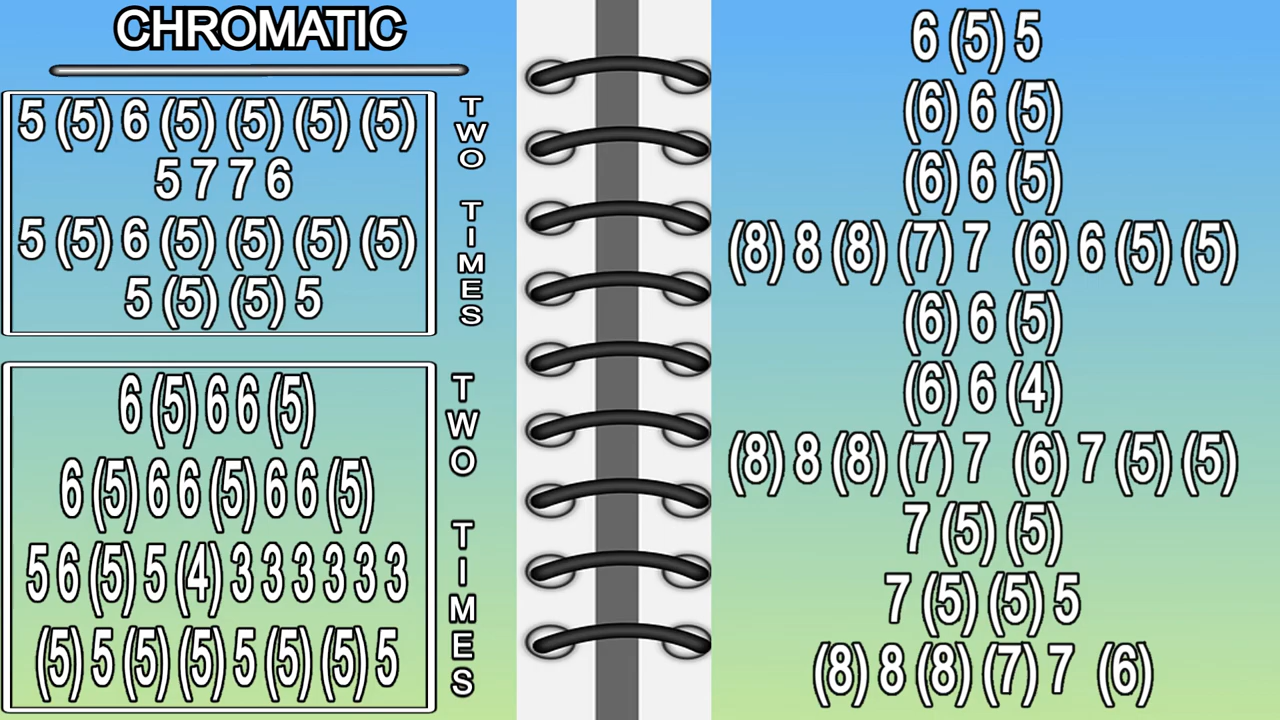 CHROMATIC
5 (5) 6 (5) (5) (5) (5)
5 7 7 6
5 (5) 6 (5) (5) (5) (5)
5 (5) (5) 5
TWO TIMES
6 (5) 6 6 (5)
6 (5) 6 6 (5) 6 6 (5)
5 6 (5) 5 (4) 3 3 3 3 3 3
(5) 5 (5) (5) 5 (5) (5) 5
TWO TIMES
6 (5) 5
(6) 6 (5)
(6) 6 (5)
(8) 8 (8) (7) 7 (6) 6 (5) (5)
(6) 6 (5)
(6) 6 (4)
(8) 8 (8) (7) 7 (6) 7 (5) (5)
7 (5) (5)
7 (5) (5) 5
(8) 8 (8) (7) 7 (6)